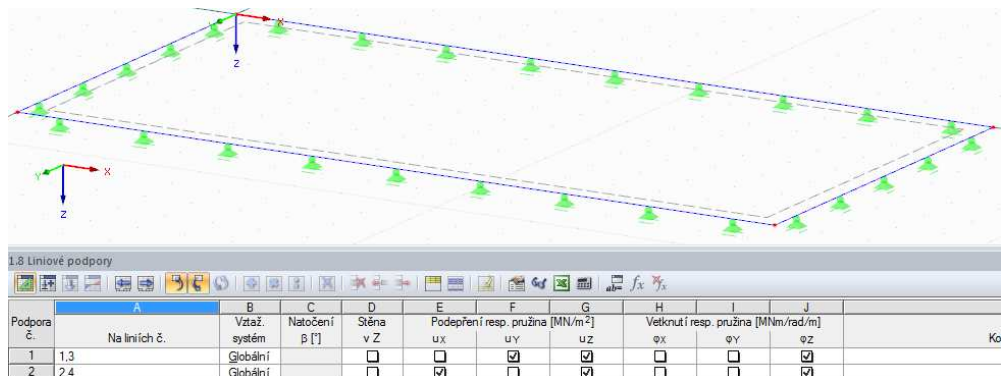 Y
X
Z
Y
X
Z
1.8 Liniové podpory
fx
A B C D E F G H I J
Podpora č. Na liniích č. Vztaž. systém Natočení β [°] Stěna v Z Podepření resp. pružina [MN/m²] Vetknutí resp. pružina [MNm/rad/m]
uX uY uZ φX φY φZ Ko
1 1,3 Globální
2 2,4 Globální